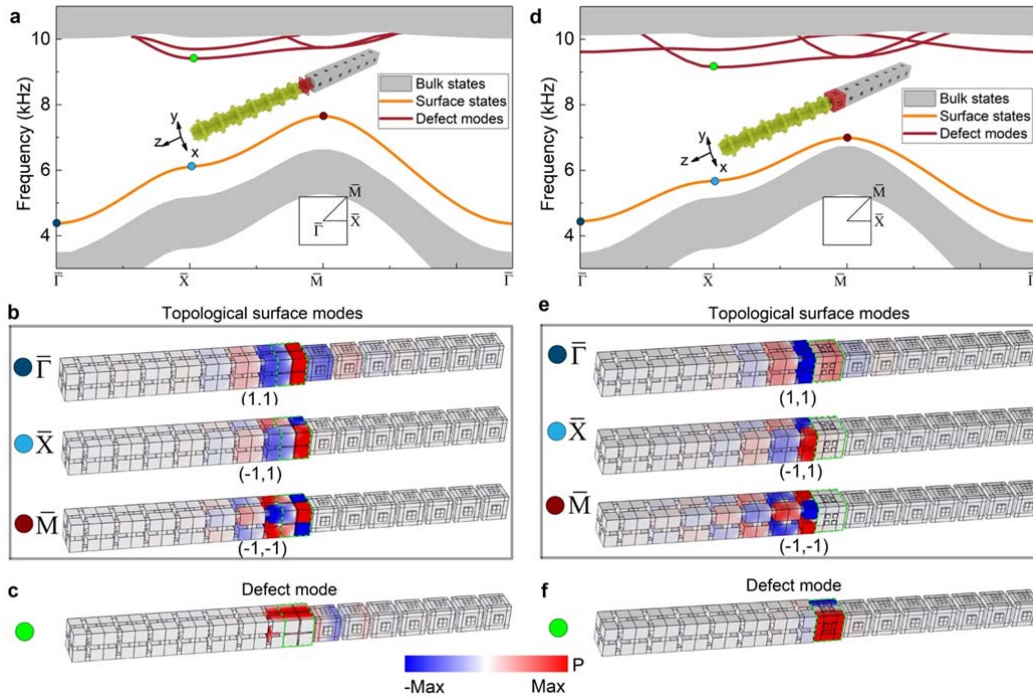 a
10
8
6
4
Frequency (kHz)
y
z
x
Bulk states
Surface states
Defect modes
M̄
Γ̄
X̄
Γ̄
X̄
M̄
Γ̄
d
10
8
6
4
Frequency (kHz)
y
z
x
Bulk states
Surface states
Defect modes
M̄
Γ̄
X̄
Γ̄
X̄
M̄
Γ̄
b
Topological surface modes
Γ̄
(1,1)
X̄
(-1,1)
M̄
(-1,-1)
e
Topological surface modes
Γ̄
(1,1)
X̄
(-1,1)
M̄
(-1,-1)
c
Defect mode
f
Defect mode
P
-Max
Max